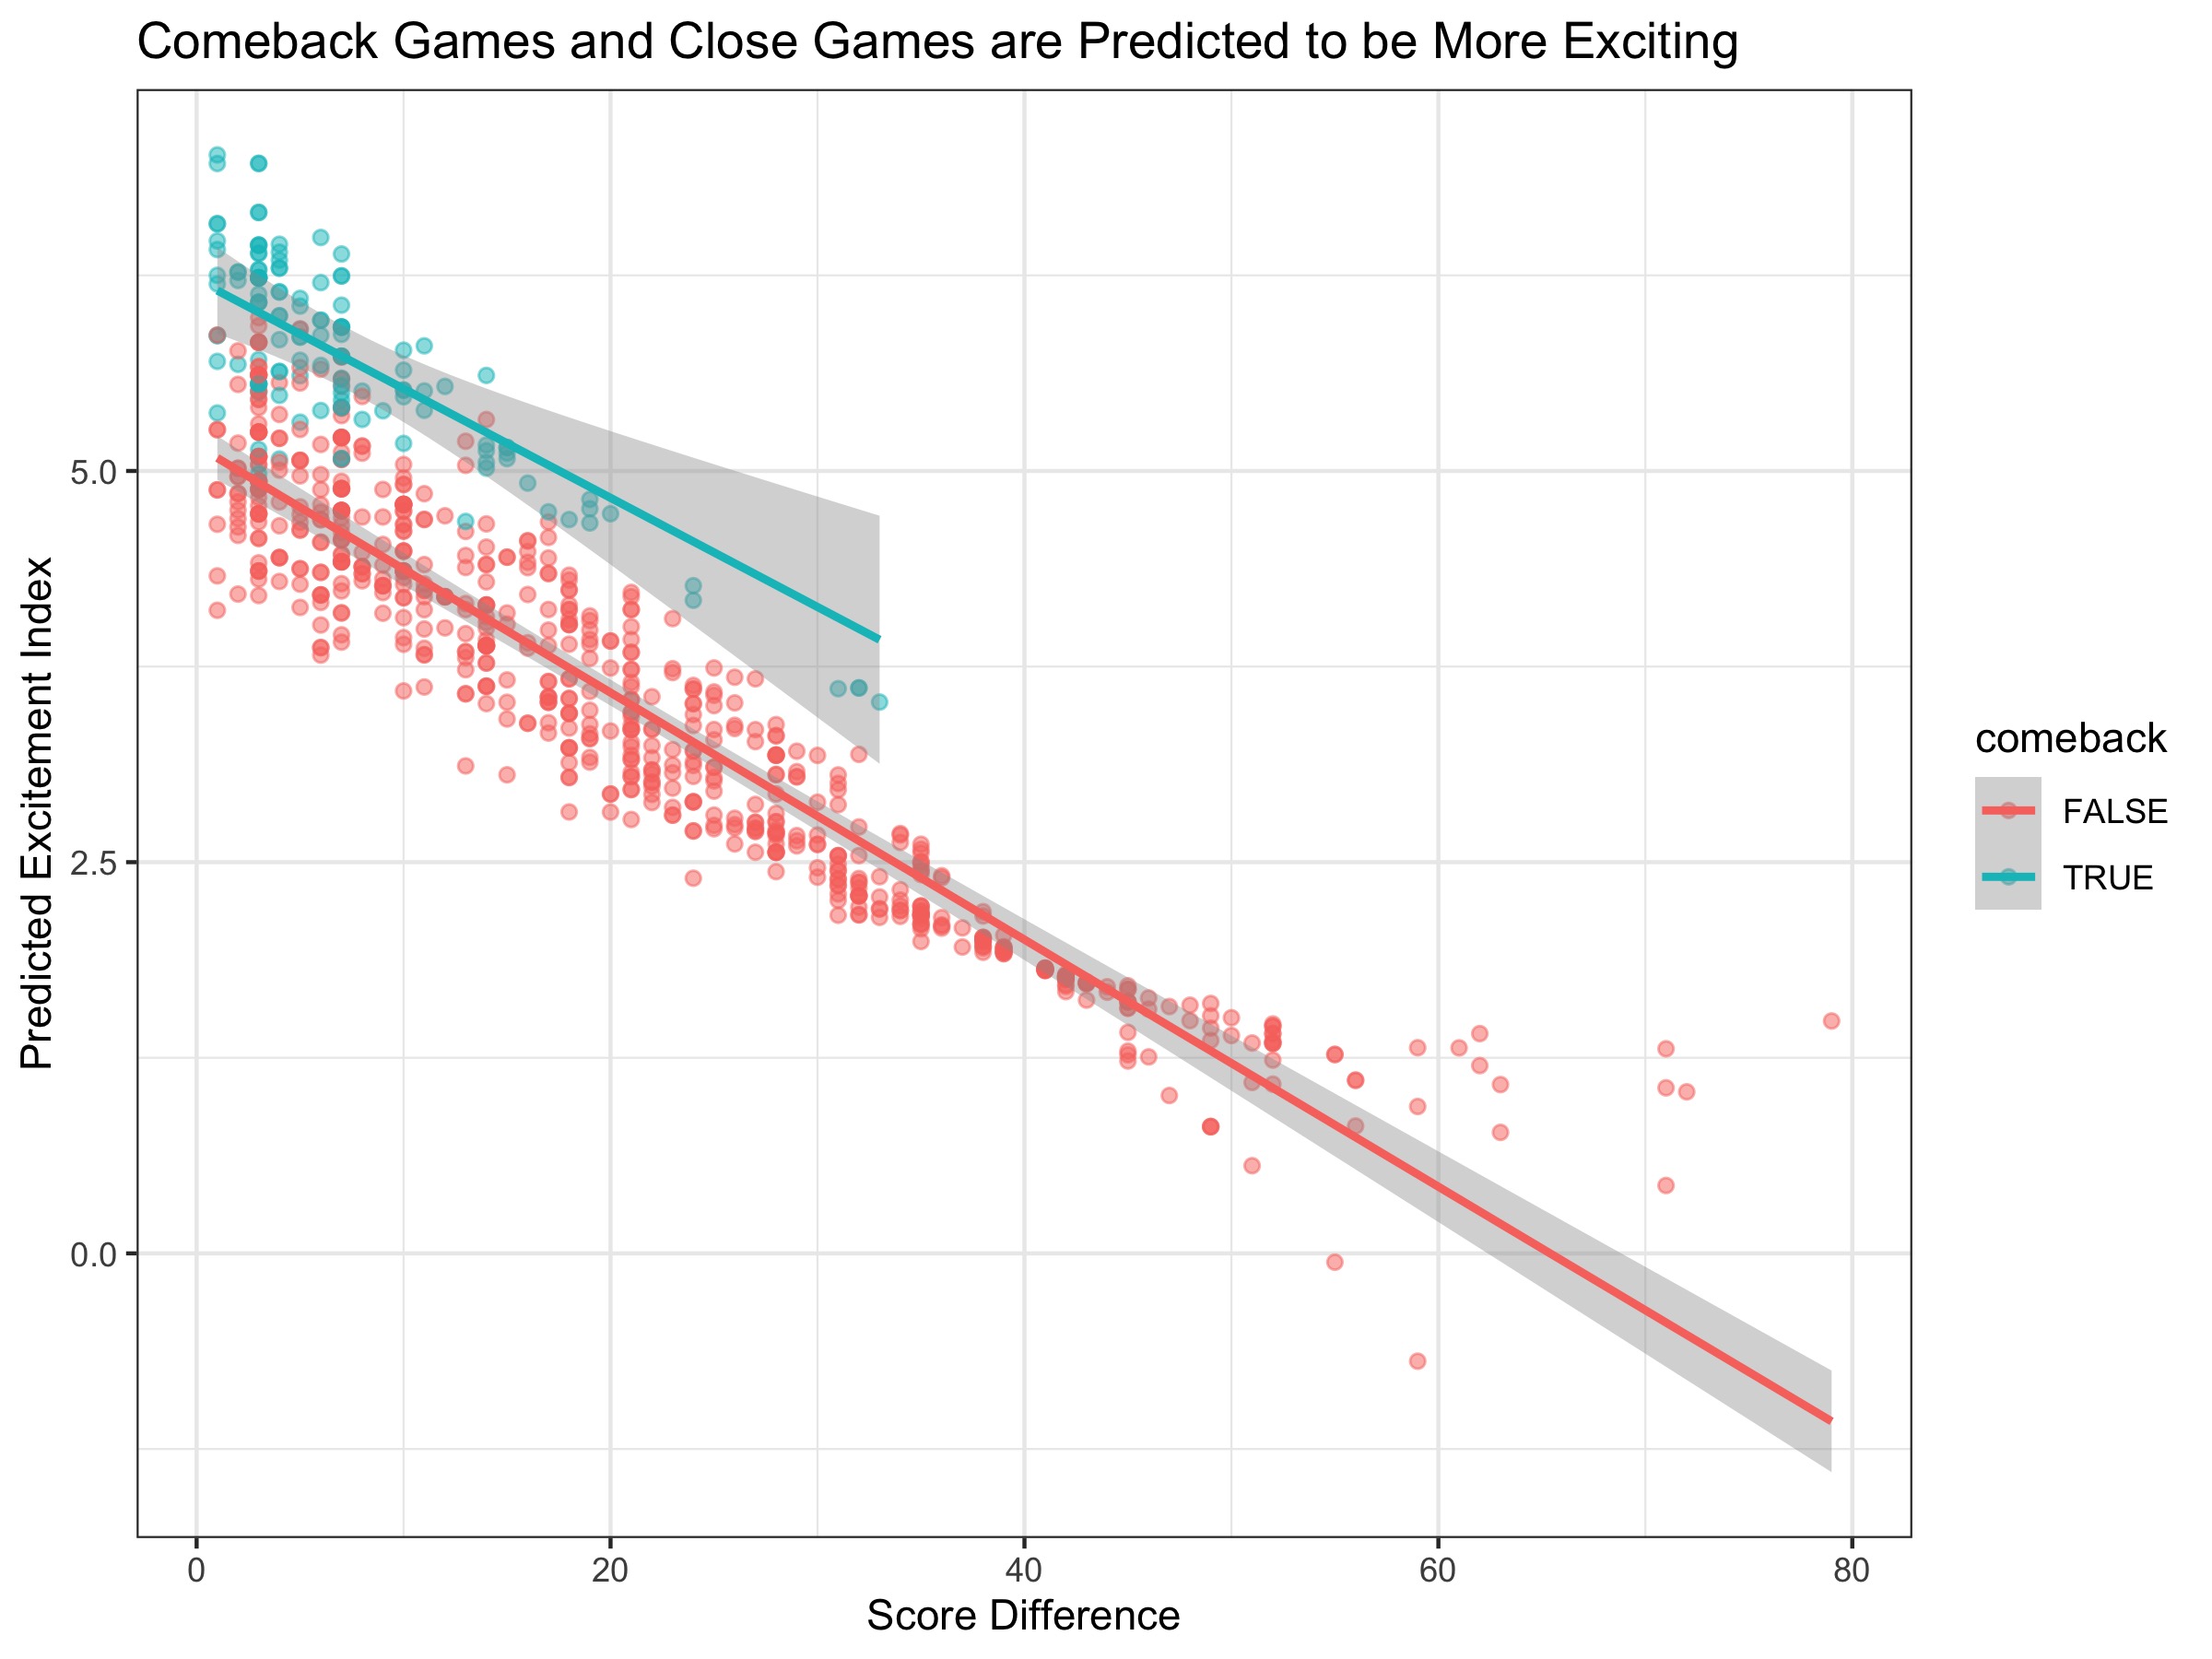 Comeback Games and Close Games are Predicted to be More Exciting
Predicted Excitement Index
5.0
2.5
0.0
0
20
40
60
80
Score Difference
comeback
FALSE
TRUE